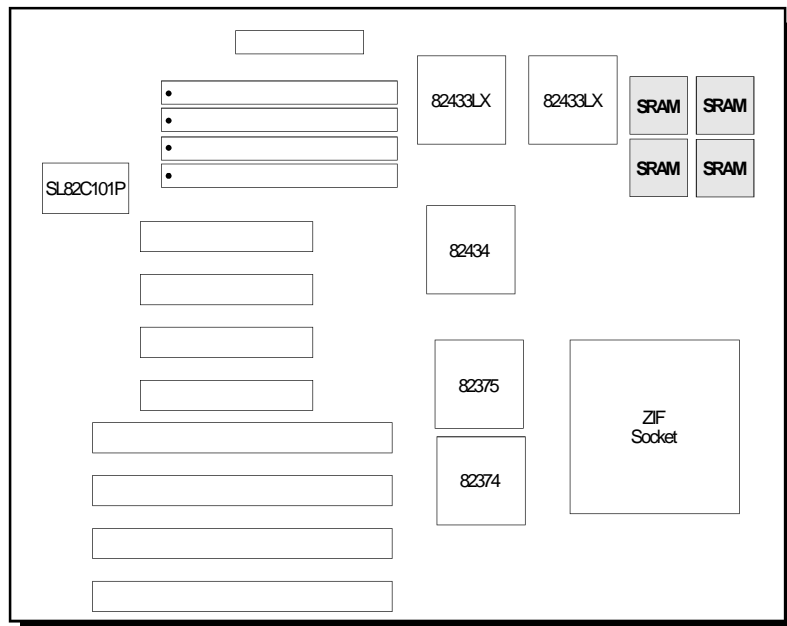 82433LX
82433LX
SRAM
SRAM
SRAM
SRAM
SL82C101P
82434
82375
ZIF
Socket
82374